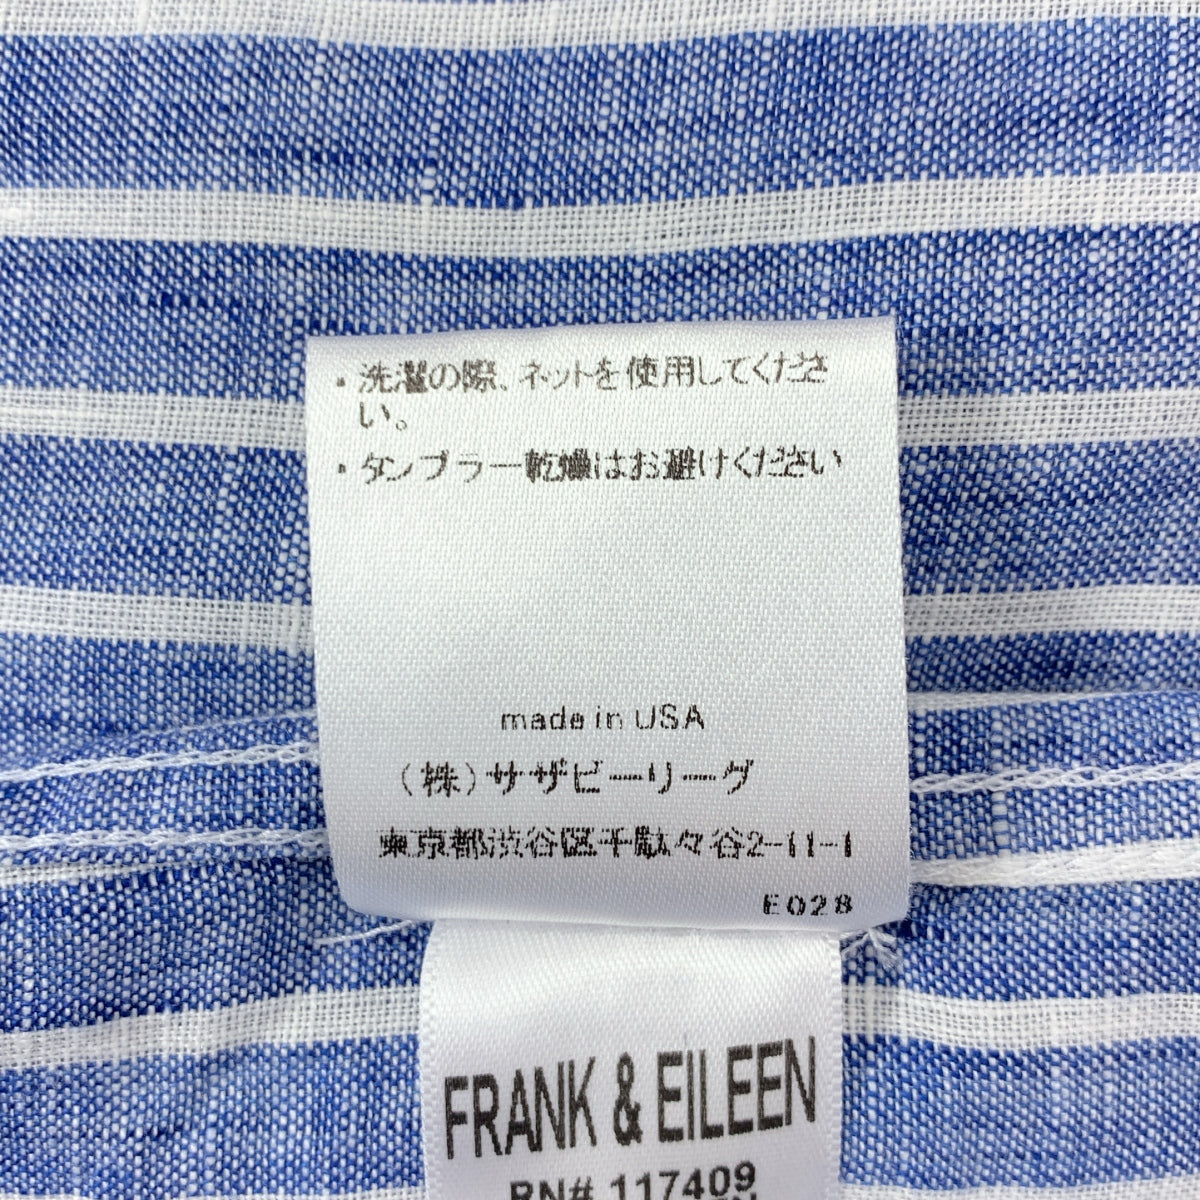 ・洗濯の際、ネットを使用してくださ
い。
・タンブラー乾燥はお避けください
made in USA
(株)サザビーリーグ
東京都渋谷区千駄ヶ谷2-11-1
E028
FRANK & EILEEN
RN# 117409